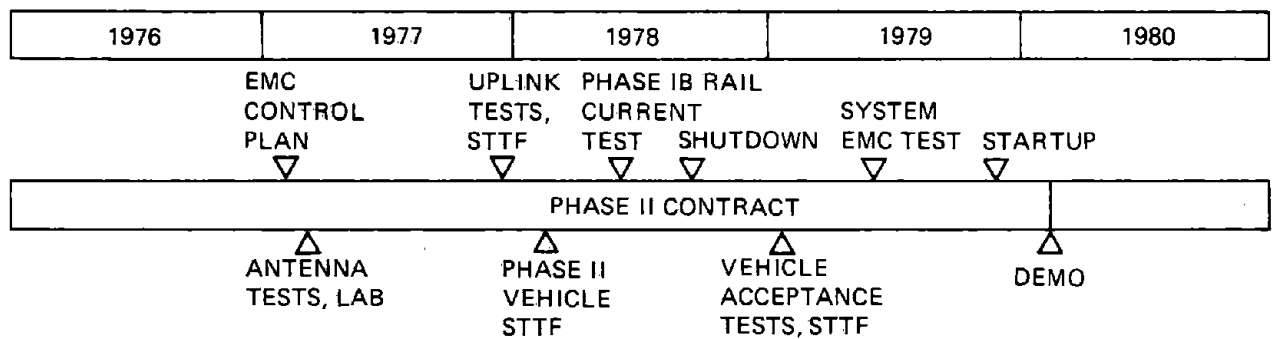 1976 1977 1978 1979 1980
EMC
CONTROL
PLAN
UPLINK
TESTS,
STTF
PHASE IB RAIL
CURRENT
TEST
SHUTDOWN
SYSTEM
EMC TEST
STARTUP
PHASE II CONTRACT
ANTENNA
TESTS, LAB
PHASE II
VEHICLE
STTF
VEHICLE
ACCEPTANCE
TESTS, STTF
DEMO